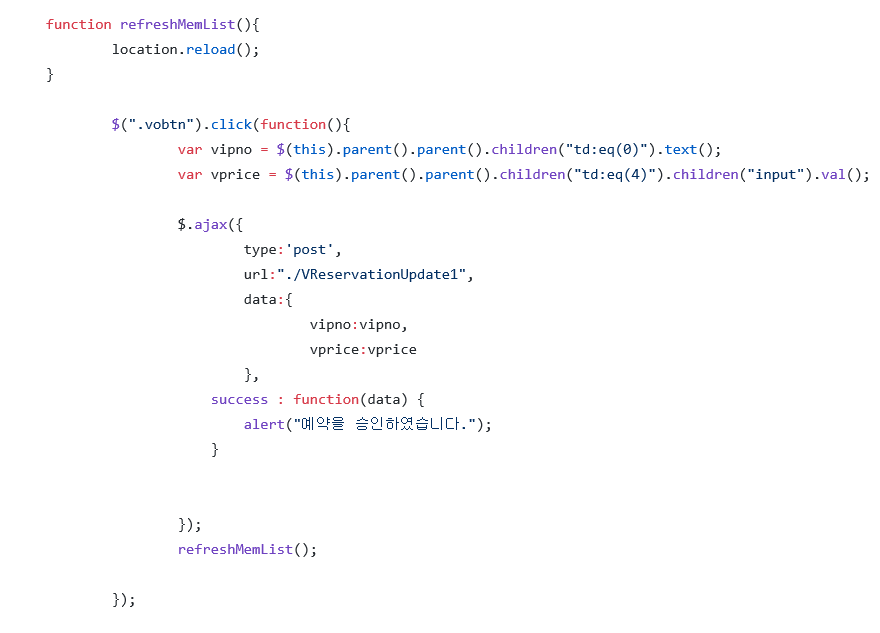 function refreshMemList(){
location.reload();
}
$(".vobtn").click(function(){
var vipno = $(this).parent().parent().children("td:eq(0)").text();
var vprice = $(this).parent().parent().children("td:eq(4)").children("input").val();
$.ajax({
type:'post',
url:"./VReservationUpdate1",
data:{
vipno:vipno,
vprice:vprice
},
success : function(data) {
alert("예약을 승인하였습니다.");
}
});
refreshMemList();
});